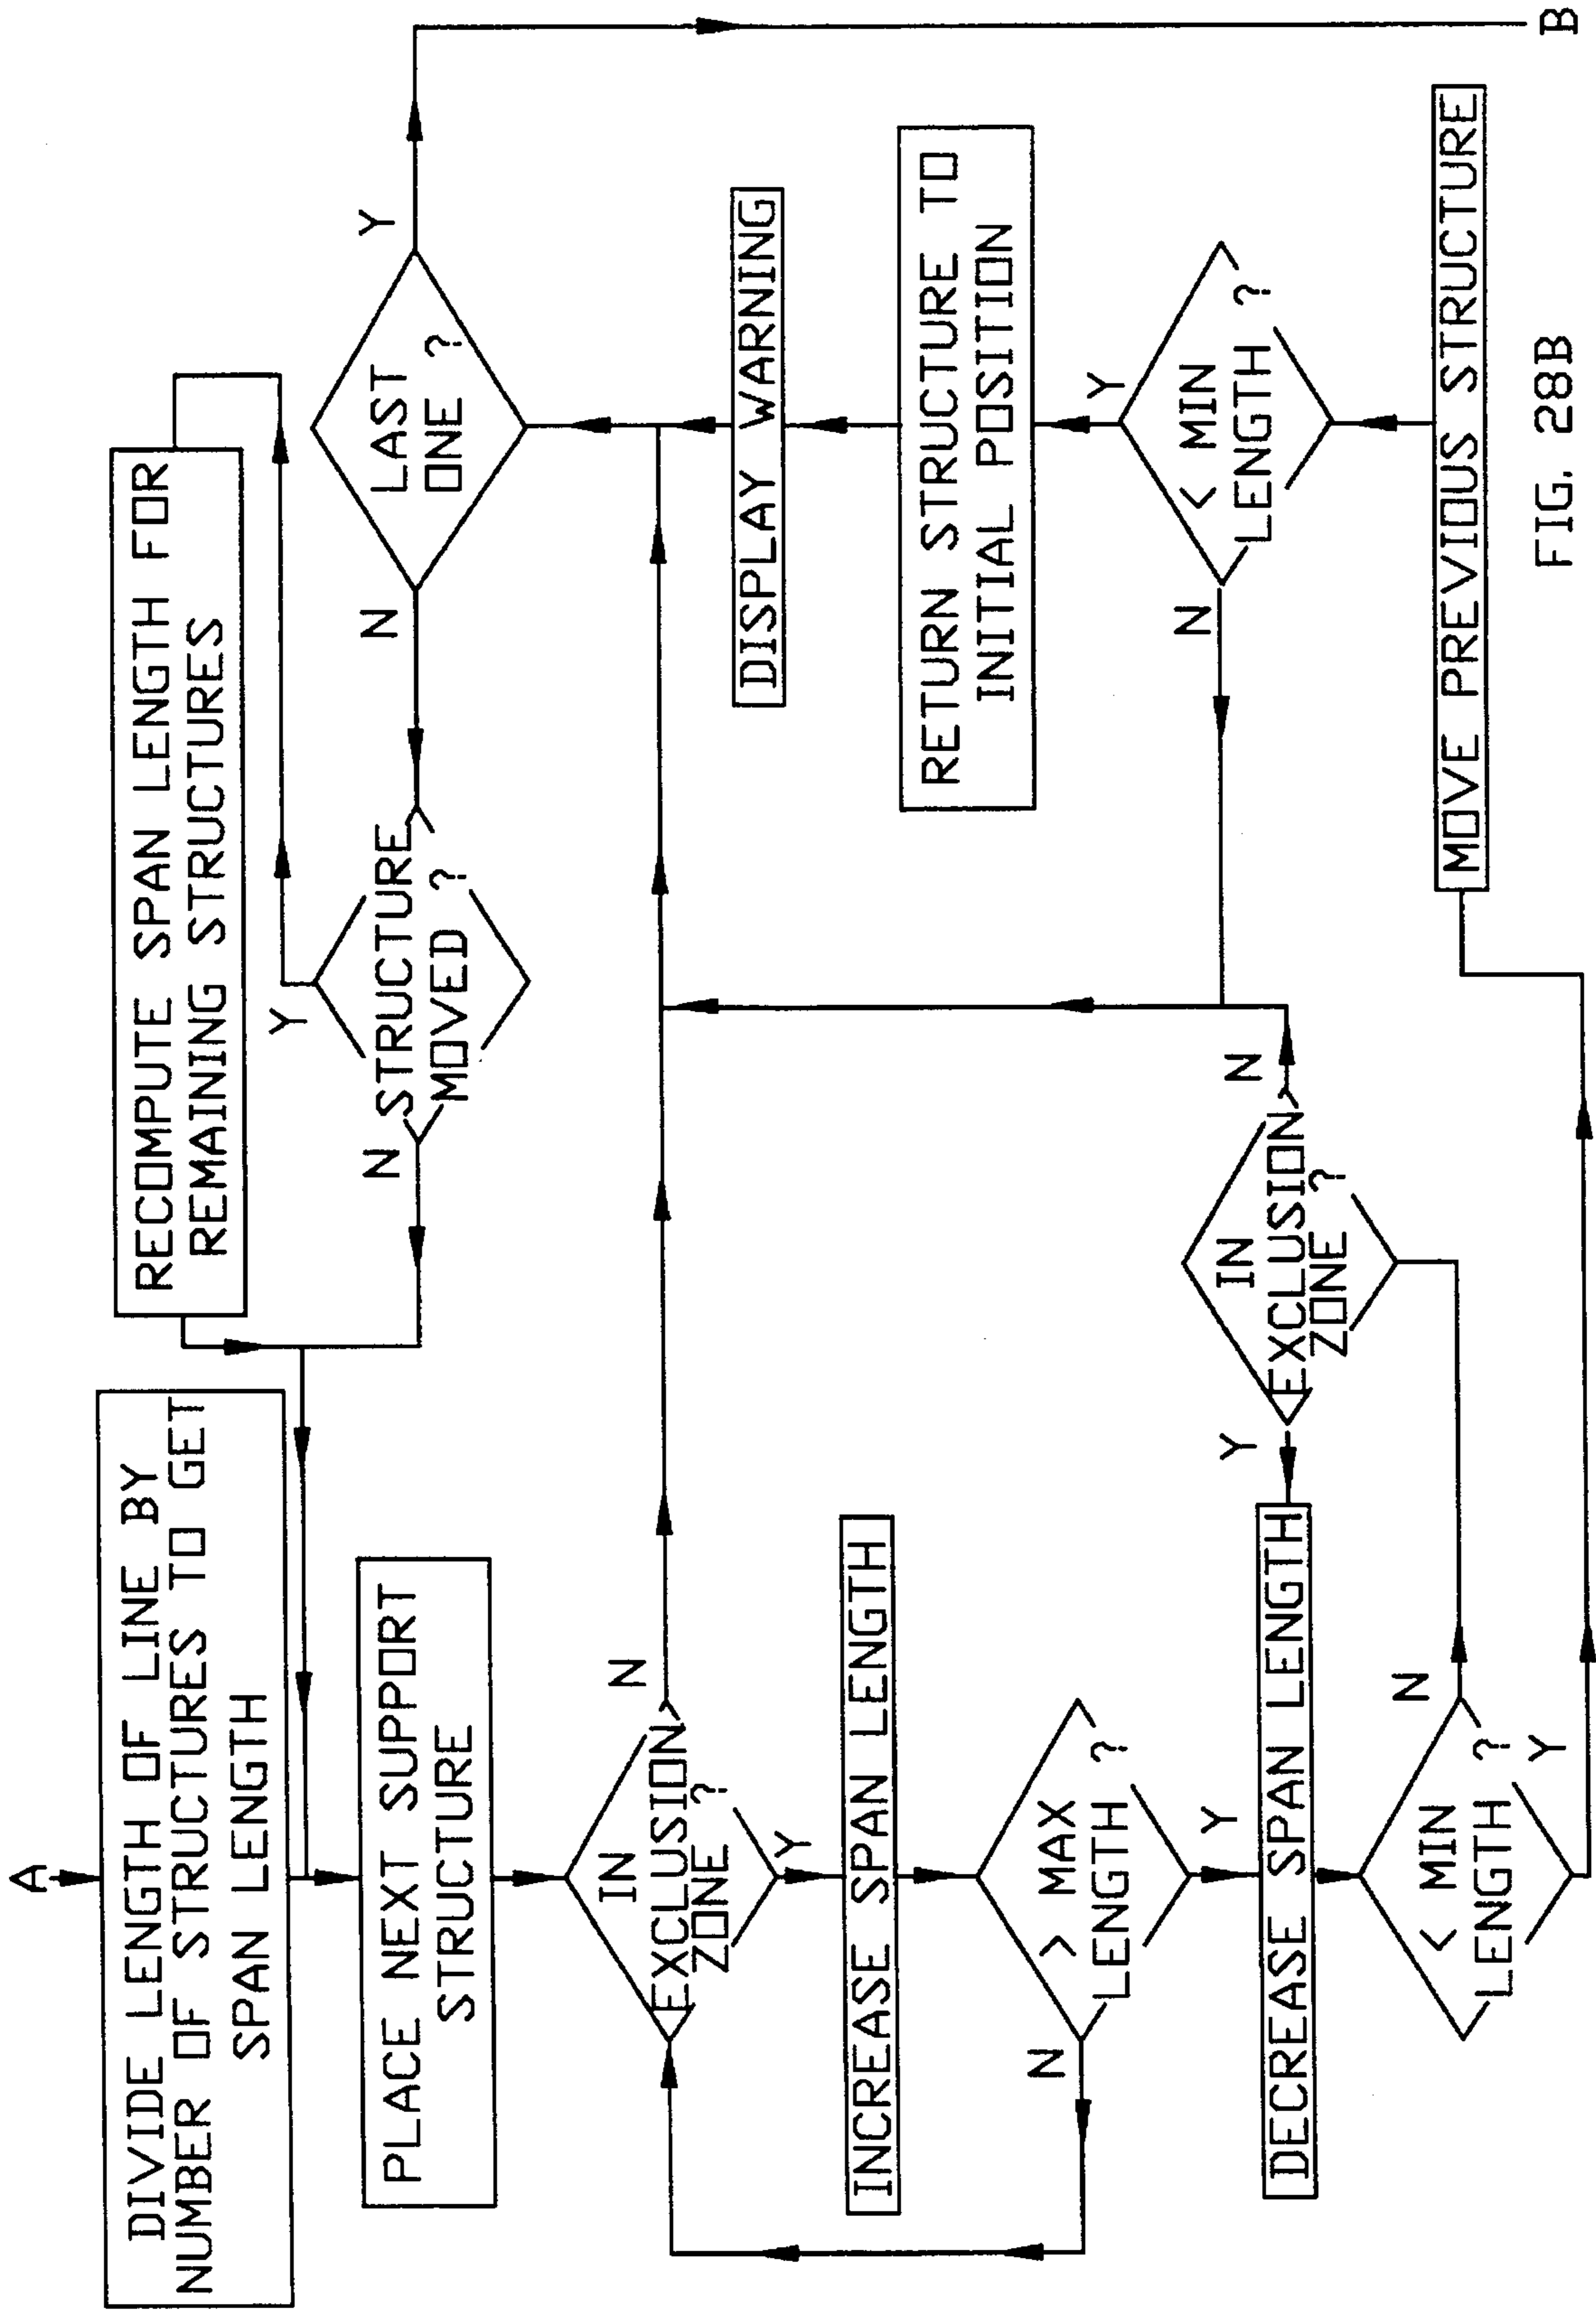 A
DIVIDE LENGTH OF LINE BY
NUMBER OF STRUCTURES TO GET
SPAN LENGTH
PLACE NEXT SUPPORT
STRUCTURE
IN
EXCLUSION
ZONE ?
N
Y
INCREASE SPAN LENGTH
> MAX
LENGTH ?
N
Y
DECREASE SPAN LENGTH
< MIN
LENGTH ?
N
Y
IN
EXCLUSION
ZONE ?
Y
N
RECOMPUTE SPAN LENGTH FOR
REMAINING STRUCTURES
Y
STRUCTURE
MOVED ?
N
N
LAST
ONE ?
Y
DISPLAY WARNING
RETURN STRUCTURE TO
INITIAL POSITION
Y
< MIN
LENGTH ?
N
MOVE PREVIOUS STRUCTURE
B
FIG. 28B